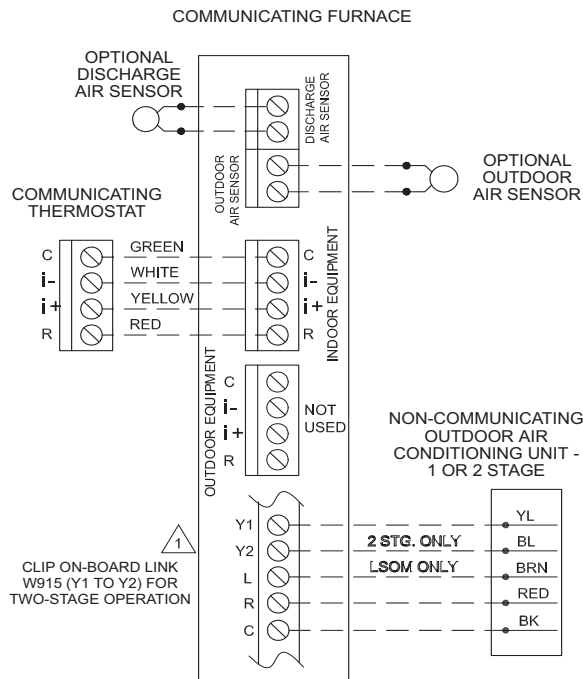 COMMUNICATING FURNACE
OPTIONAL
DISCHARGE
AIR SENSOR
DISCHARGE
AIR SENSOR
OUTDOOR
AIR SENSOR
OPTIONAL
OUTDOOR
AIR SENSOR
COMMUNICATING
THERMOSTAT
C
GREEN
C
i-
WHITE
i-
i+
YELLOW
i+
R
RED
R
INDOOR EQUIPMENT
OUTDOOR EQUIPMENT
C
i-
i+
R
NOT
USED
NON-COMMUNICATING
OUTDOOR AIR
CONDITIONING UNIT -
1 OR 2 STAGE
1
CLIP ON-BOARD LINK
W915 (Y1 TO Y2) FOR
TWO-STAGE OPERATION
Y1
YL
Y2
2 STG. ONLY
BL
L
LSOM ONLY
BRN
R
RED
C
BK